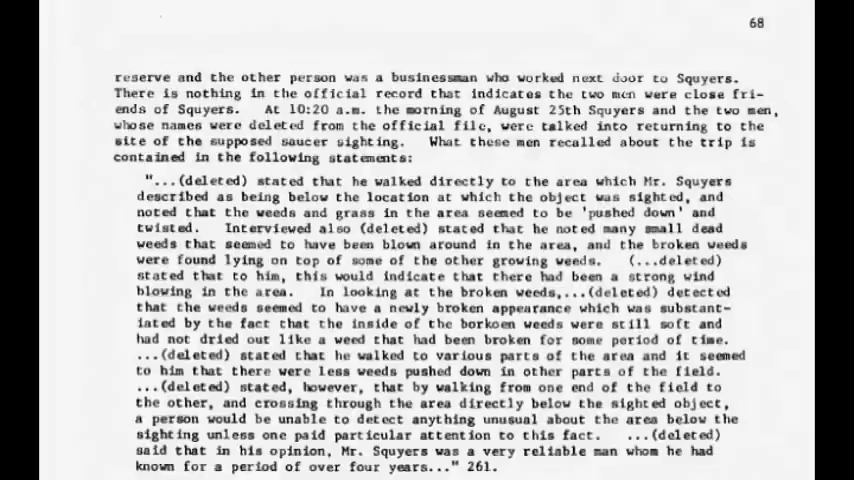 68
reserve and the other person was a businessman who worked next door to Squyers.
There is nothing in the official record that indicates the two men were close fri-
ends of Squyers. At 10:20 a.m. the morning of August 25th Squyers and the two men,
whose names were deleted from the official file, were talked into returning to the
site of the supposed saucer sighting. What these men recalled about the trip is
contained in the following statements:
"...(deleted) stated that he walked directly to the area which Mr. Squyers
described as being below the location at which the object was sighted, and
noted that the weeds and grass in the area seemed to be 'pushed down' and
twisted. Interviewed also (deleted) stated that he noted many small dead
weeds that seemed to have been blown around in the area, and the broken weeds
were found lying on top of some of the other growing weeds. (...deleted)
stated that to him, this would indicate that there had been a strong wind
blowing in the area. In looking at the broken weeds,...(deleted) detected
that the weeds seemed to have a newly broken appearance which was substant-
iated by the fact that the inside of the borkoen weeds were still soft and
had not dried out like a weed that had been broken for some period of time.
...(deleted) stated that he walked to various parts of the area and it seemed
to him that there were less weeds pushed down in other parts of the field.
...(deleted) stated, however, that by walking from one end of the field to
the other, and crossing through the area directly below the sighted object,
a person would be unable to detect anything unusual about the area below the
sighting unless one paid particular attention to this fact. ...(deleted)
said that in his opinion, Mr. Squyers was a very reliable man whom he had
known for a period of over four years..." 261.